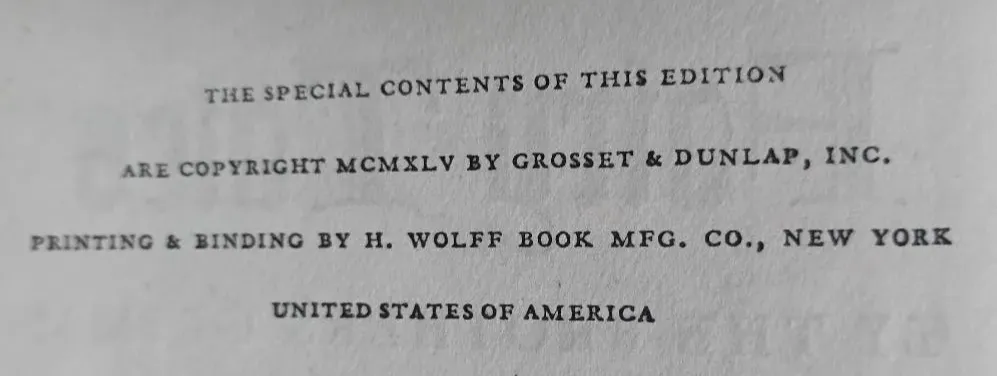 THE SPECIAL CONTENTS OF THIS EDITION
ARE COPYRIGHT MCMXLV BY GROSSET & DUNLAP, INC.
PRINTING & BINDING BY H. WOLFF BOOK MFG. CO., NEW YORK
UNITED STATES OF AMERICA